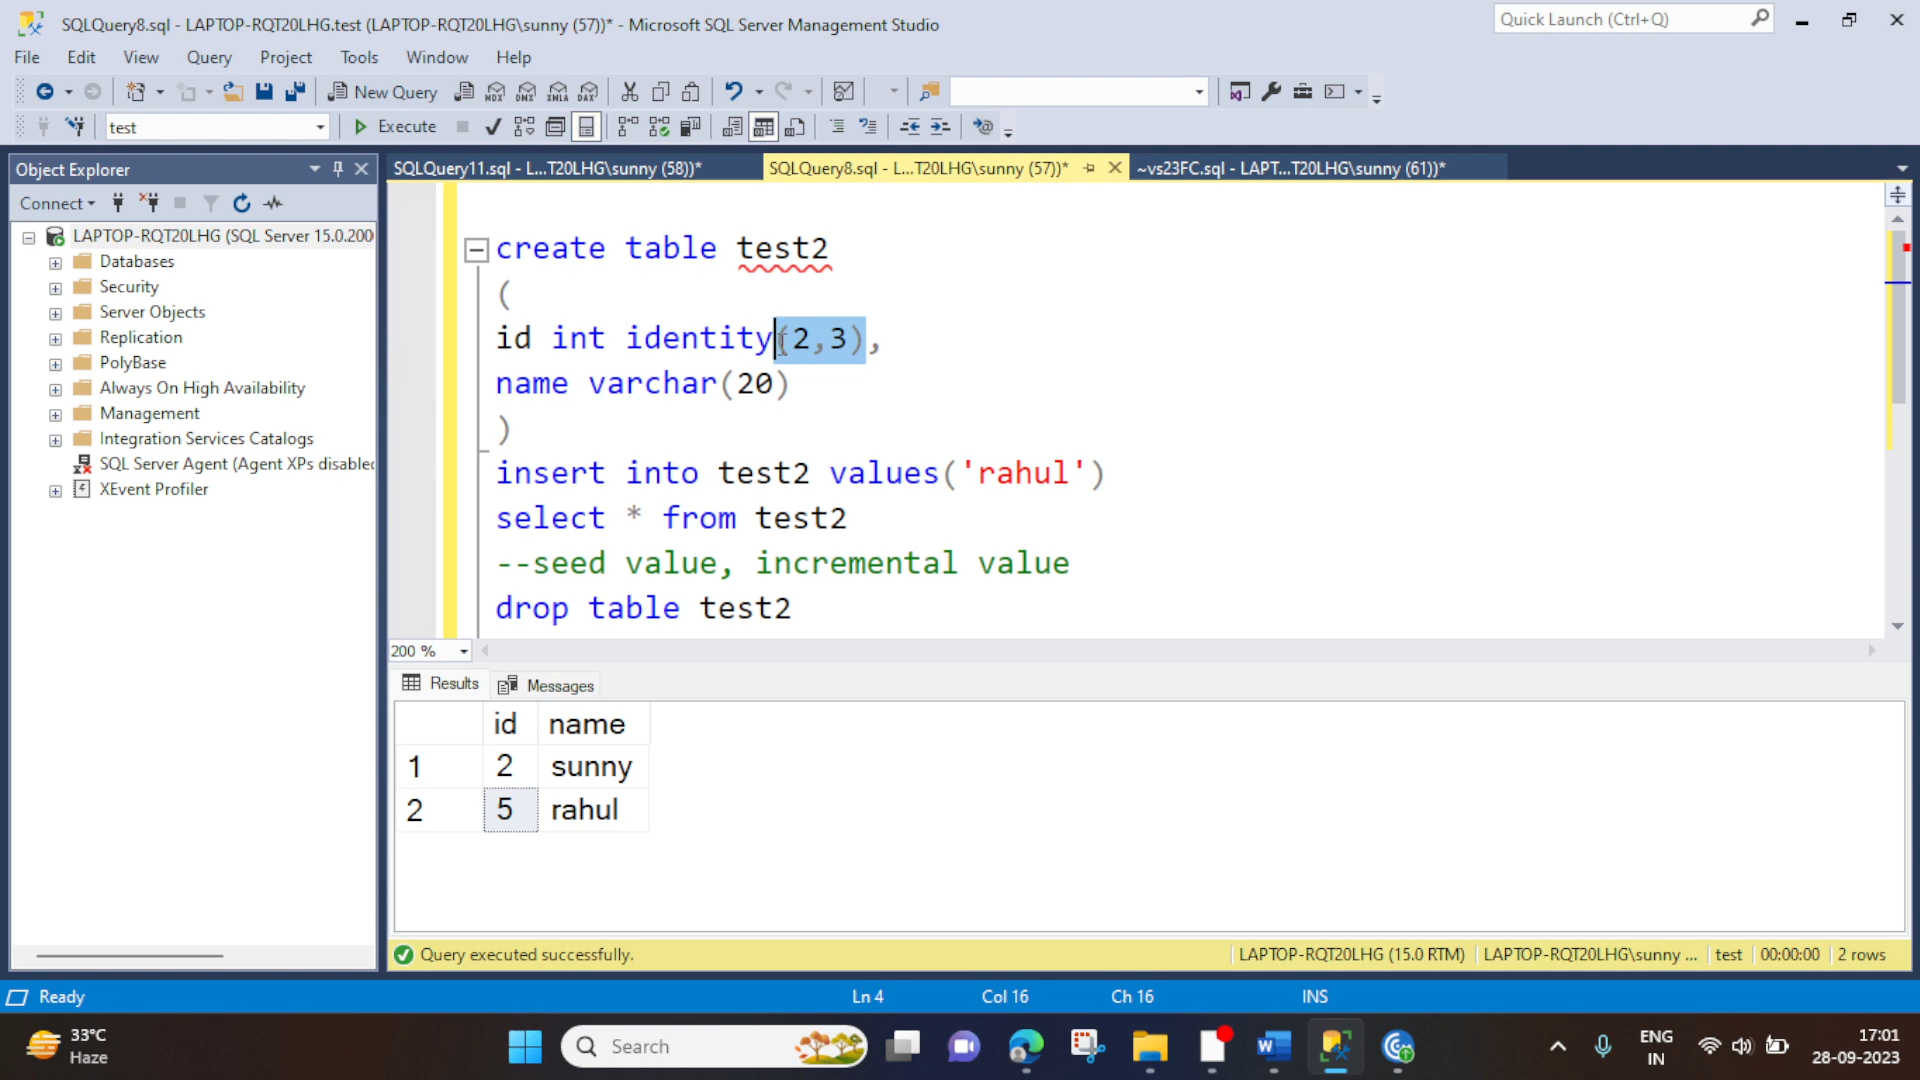 SQLQuery8.sql - LAPTOP-RQT20LHG.test (LAPTOP-RQT20LHG\sunny (57))* - Microsoft SQL Server Management Studio
Quick Launch (Ctrl+Q)
File Edit View Query Project Tools Window Help
New Query
MDX DMX XMLA DAX
test
Execute
Object Explorer
SQLQuery11.sql - L...T20LHG\sunny (58))*
SQLQuery8.sql - L...T20LHG\sunny (57))*
~vs23FC.sql - LAPT...T20LHG\sunny (61))*
Connect
LAPTOP-RQT20LHG (SQL Server 15.0.200
Databases
Security
Server Objects
Replication
PolyBase
Always On High Availability
Management
Integration Services Catalogs
SQL Server Agent (Agent XPs disabled
XEvent Profiler
create table test2
(
id int identity(2,3),
name varchar(20)
)
insert into test2 values('rahul')
select * from test2
--seed value, incremental value
drop table test2
200 %
Results Messages
id name
1 2 sunny
2 5 rahul
Query executed successfully.
LAPTOP-RQT20LHG (15.0 RTM) LAPTOP-RQT20LHG\sunny ... test 00:00:00 2 rows
Ready Ln 4 Col 16 Ch 16 INS
33°C
Haze
Search
ENG
IN
17:01
28-09-2023